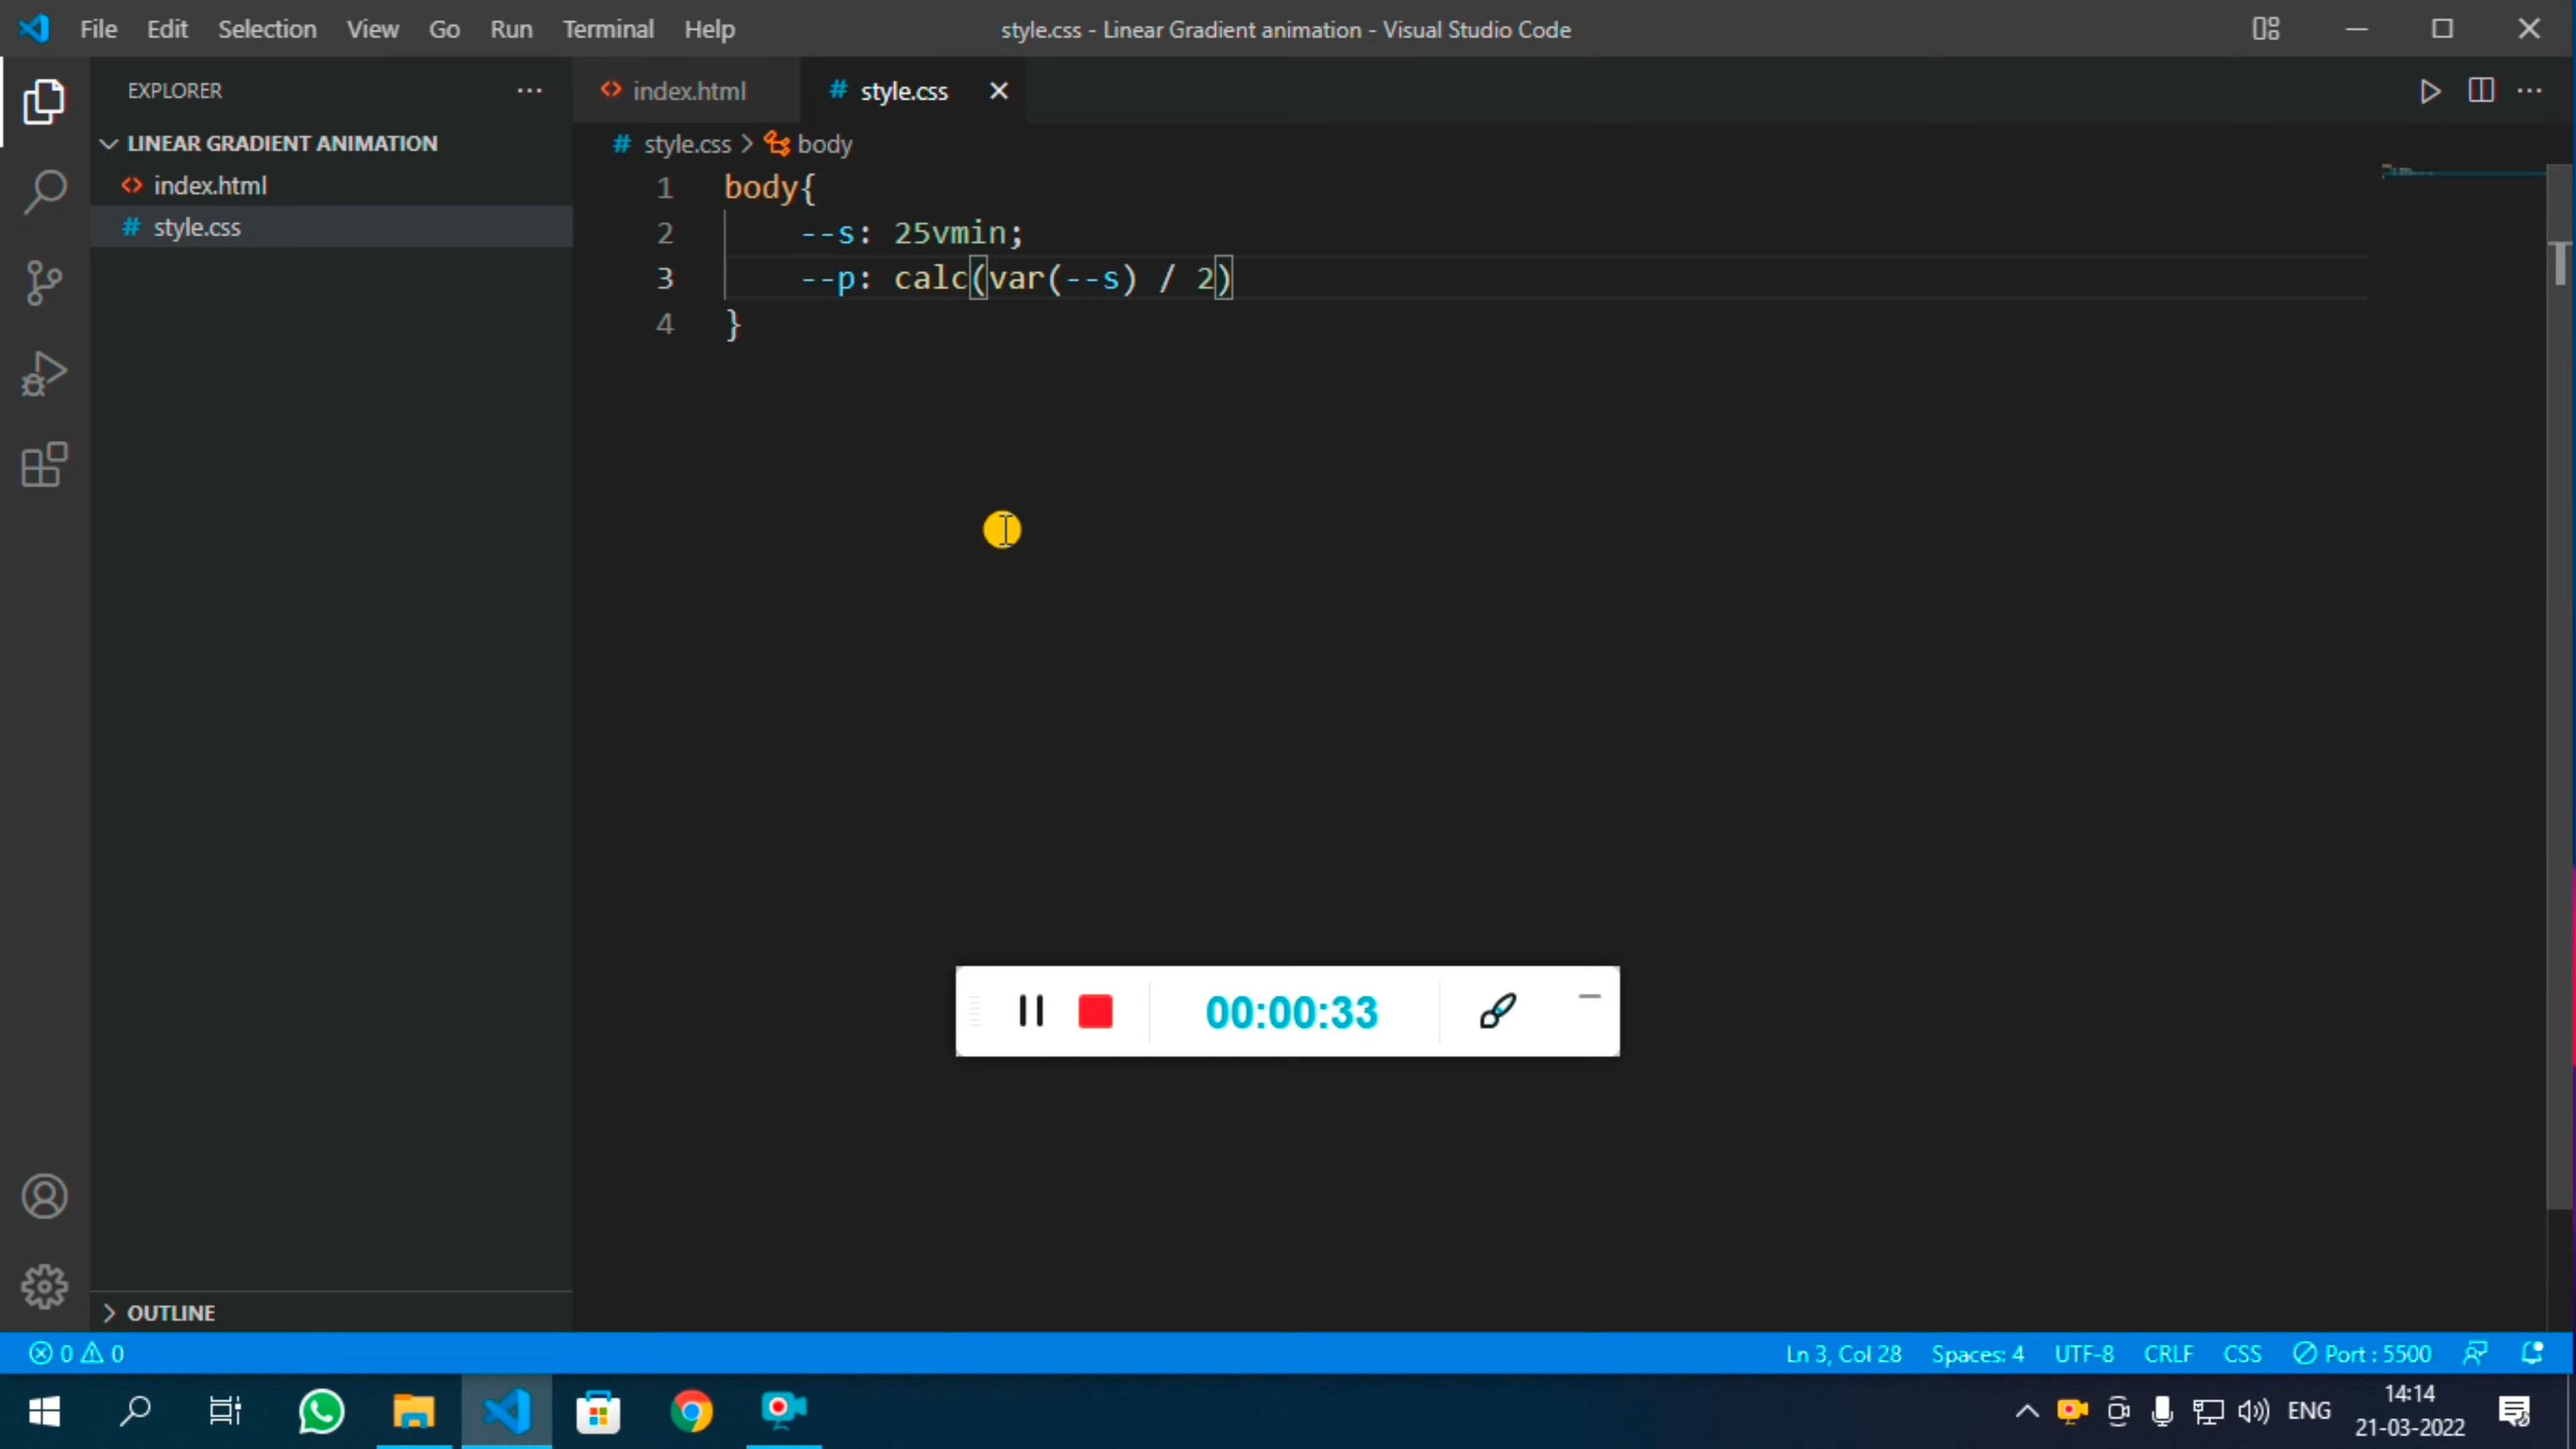 File Edit Selection View Go Run Terminal Help
style.css - Linear Gradient animation - Visual Studio Code
EXPLORER
LINEAR GRADIENT ANIMATION
<> index.html
# style.css
<> index.html
# style.css
# style.css > body
1 body{
2 --s: 25vmin;
3 --p: calc(var(--s) / 2)
4 }
00:00:33
OUTLINE
0 0
Ln 3, Col 28 Spaces: 4 UTF-8 CRLF CSS Port : 5500
ENG
14:14
21-03-2022